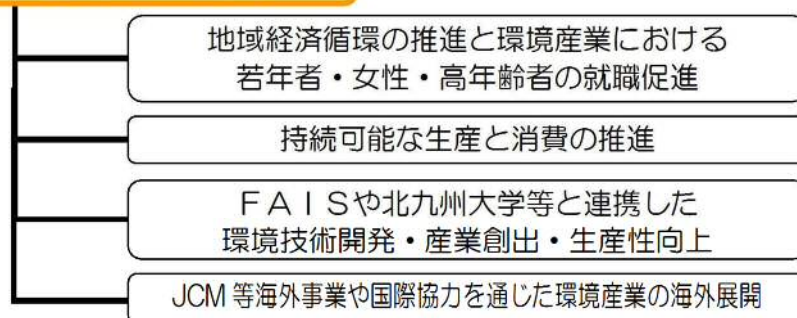 地域経済循環の推進と環境産業における
若年者・女性・高年齢者の就職促進
持続可能な生産と消費の推進
ＦＡＩＳや北九州大学等と連携した
環境技術開発・産業創出・生産性向上
JCM 等海外事業や国際協力を通じた環境産業の海外展開